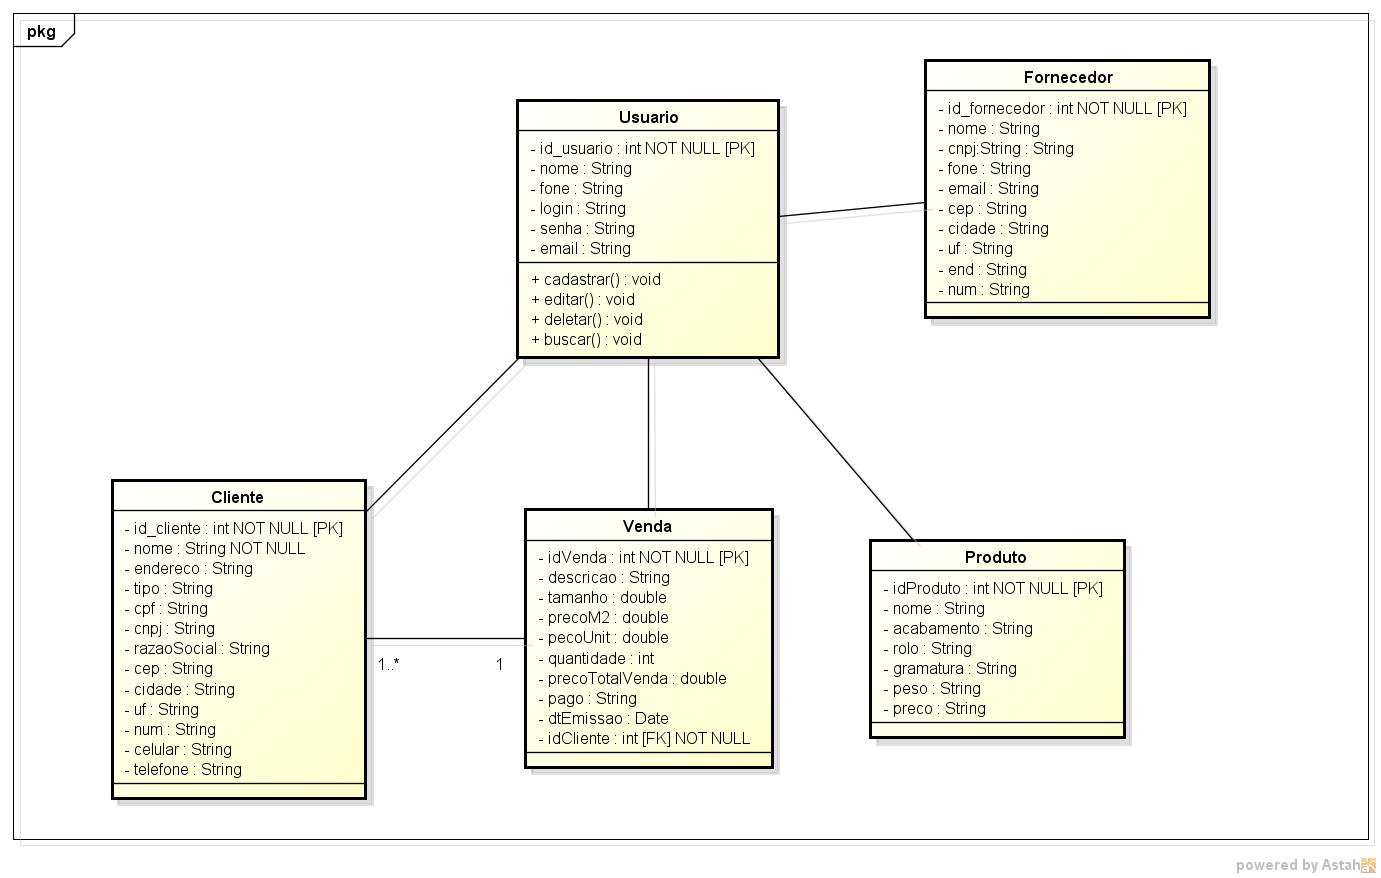 pkg
Usuario
- id_usuario : int NOT NULL [PK]
- nome : String
- fone : String
- login : String
- senha : String
- email : String
+ cadastrar() : void
+ editar() : void
+ deletar() : void
+ buscar() : void
Fornecedor
- id_fornecedor : int NOT NULL [PK]
- nome : String
- cnpj:String : String
- fone : String
- email : String
- cep : String
- cidade : String
- uf : String
- end : String
- num : String
Cliente
- id_cliente : int NOT NULL [PK]
- nome : String NOT NULL
- endereco : String
- tipo : String
- cpf : String
- cnpj : String
- razaoSocial : String
- cep : String
- cidade : String
- uf : String
- num : String
- celular : String
- telefone : String
1..*
1
Venda
- idVenda : int NOT NULL [PK]
- descricao : String
- tamanho : double
- precoM2 : double
- pecoUnit : double
- quantidade : int
- precoTotalVenda : double
- pago : String
- dtEmissao : Date
- idCliente : int [FK] NOT NULL
Produto
- idProduto : int NOT NULL [PK]
- nome : String
- acabamento : String
- rolo : String
- gramatura : String
- peso : String
- preco : String
powered by Astah